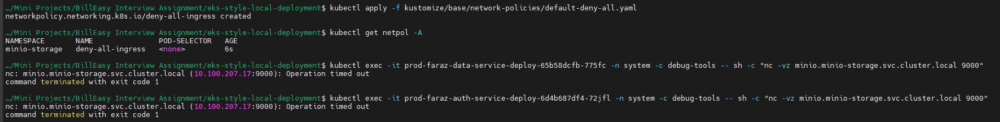 …/Mini Projects/BillEasy Interview Assignment/eks-style-local-deployment$ kubectl apply -f kustomize/base/network-policies/default-deny-all.yaml
networkpolicy.networking.k8s.io/deny-all-ingress created
…/Mini Projects/BillEasy Interview Assignment/eks-style-local-deployment$ kubectl get netpol -A
NAMESPACE       NAME               POD-SELECTOR   AGE
minio-storage   deny-all-ingress   <none>         6s
…/Mini Projects/BillEasy Interview Assignment/eks-style-local-deployment$ kubectl exec -it prod-faraz-data-service-deploy-65b58dcfb-775fc -n system -c debug-tools -- sh -c "nc -vz minio.minio-storage.svc.cluster.local 9000"
nc: minio.minio-storage.svc.cluster.local (10.100.207.17:9000): Operation timed out
command terminated with exit code 1
…/Mini Projects/BillEasy Interview Assignment/eks-style-local-deployment$ kubectl exec -it prod-faraz-auth-service-deploy-6d4b687df4-72jfl -n system -c debug-tools -- sh -c "nc -vz minio.minio-storage.svc.cluster.local 9000"
nc: minio.minio-storage.svc.cluster.local (10.100.207.17:9000): Operation timed out
command terminated with exit code 1